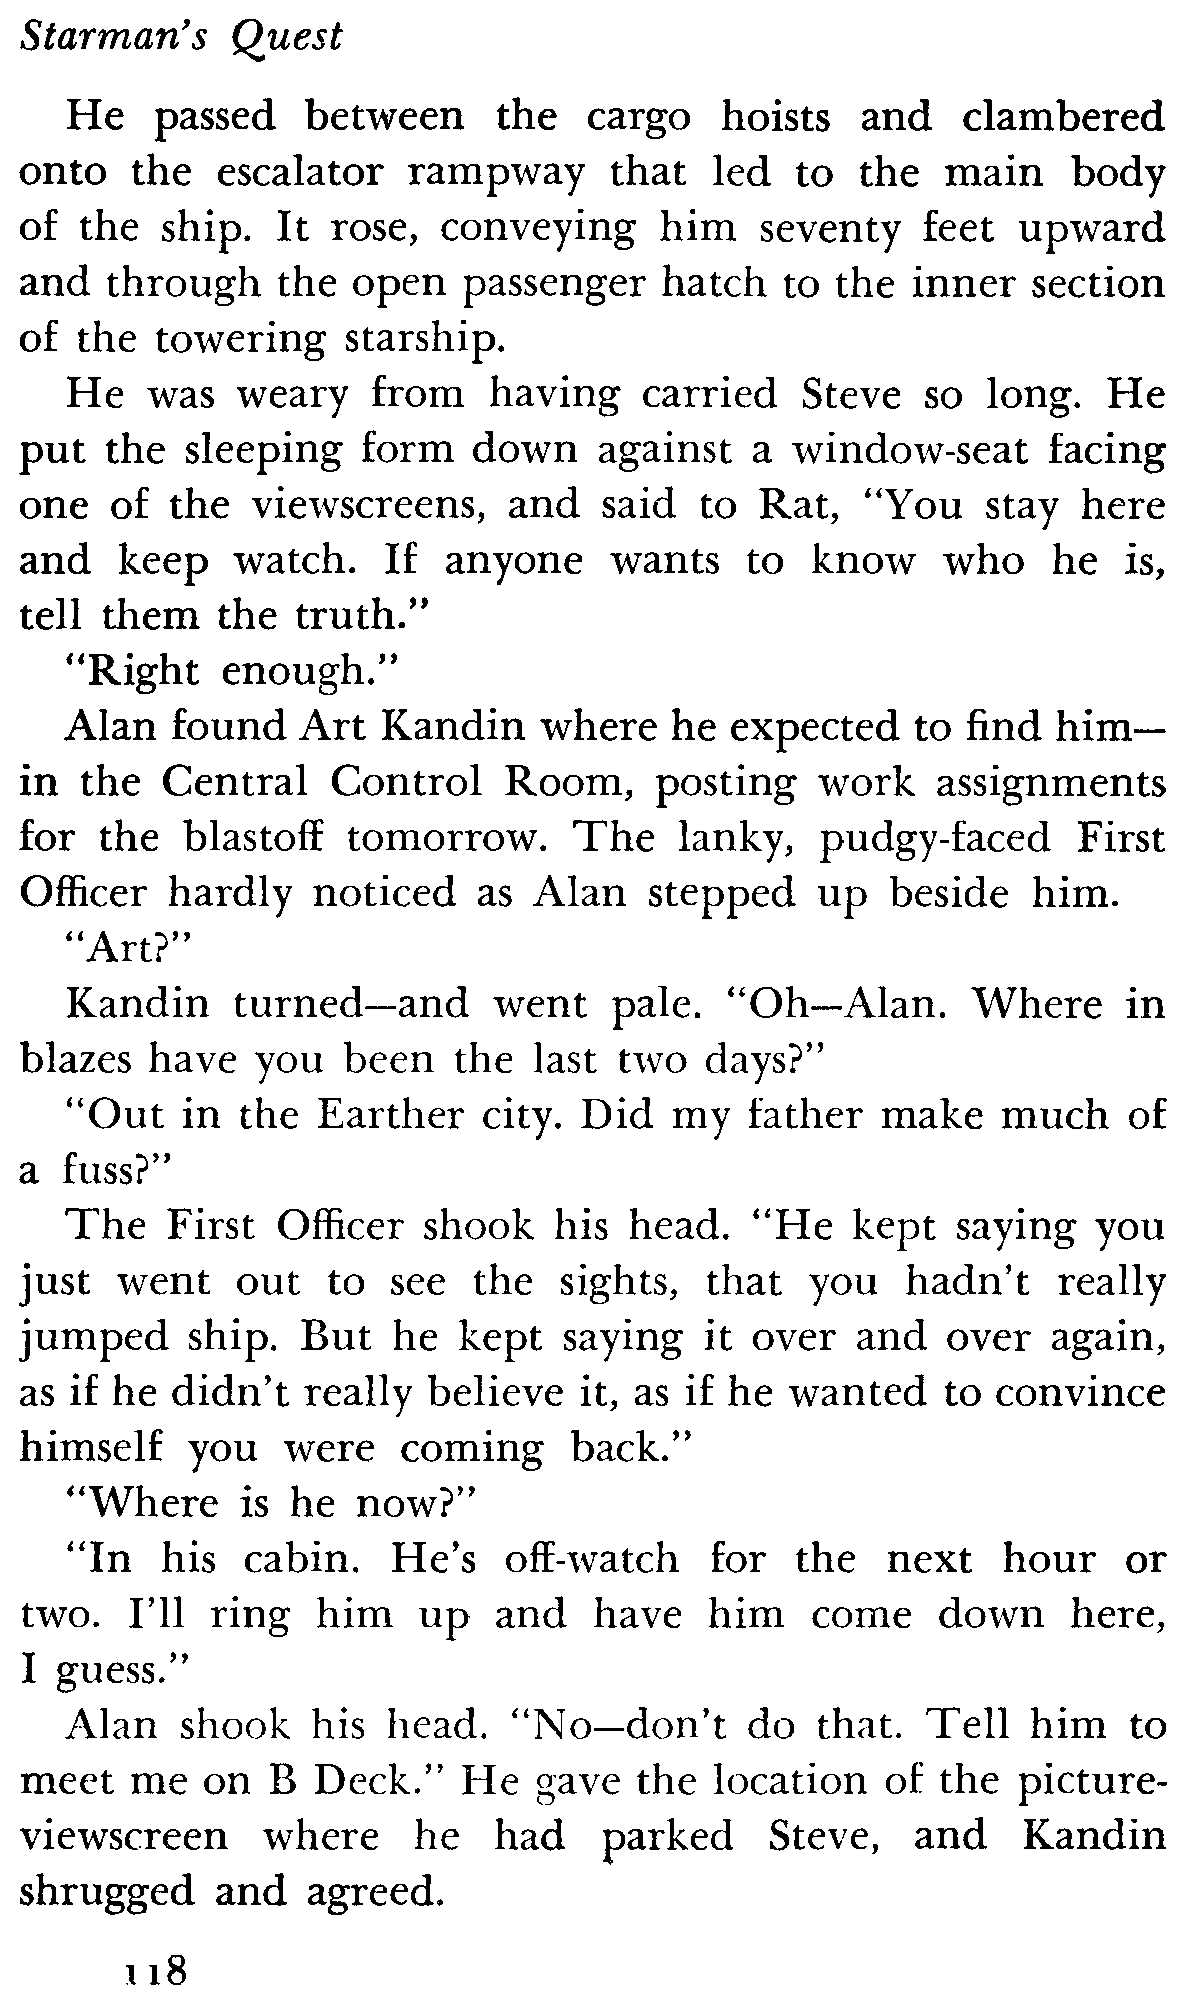 Starman's Quest
He passed between the cargo hoists and clambered
onto the escalator rampway that led to the main body
of the ship. It rose, conveying him seventy feet upward
and through the open passenger hatch to the inner section
of the towering starship.
He was weary from having carried Steve so long. He
put the sleeping form down against a window-seat facing
one of the viewscreens, and said to Rat, “You stay here
and keep watch. If anyone wants to know who he is,
tell them the truth.”
“Right enough.”
Alan found Art Kandin where he expected to find him—
in the Central Control Room, posting work assignments
for the blastoff tomorrow. The lanky, pudgy-faced First
Officer hardly noticed as Alan stepped up beside him.
“Art?”
Kandin turned—and went pale. “Oh—Alan. Where in
blazes have you been the last two days?”
“Out in the Earther city. Did my father make much of
a fuss?”
The First Officer shook his head. “He kept saying you
just went out to see the sights, that you hadn't really
jumped ship. But he kept saying it over and over again,
as if he didn't really believe it, as if he wanted to convince
himself you were coming back.”
“Where is he now?”
“In his cabin. He's off-watch for the next hour or
two. I'll ring him up and have him come down here,
I guess.”
Alan shook his head. “No—don't do that. Tell him to
meet me on B Deck.” He gave the location of the picture-
viewscreen where he had parked Steve, and Kandin
shrugged and agreed.
118